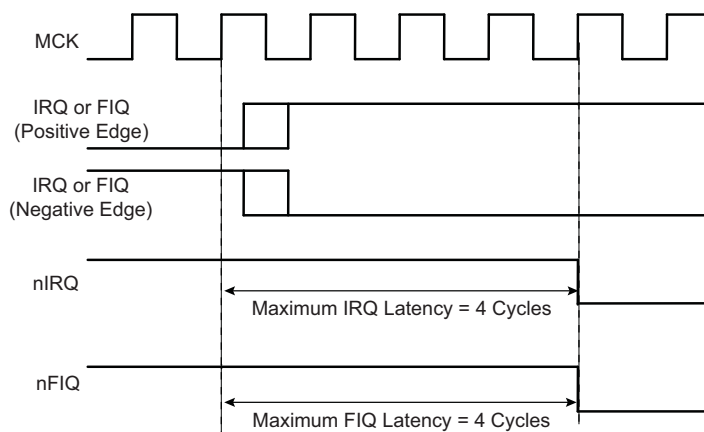 MCK
IRQ or FIQ
(Positive Edge)
IRQ or FIQ
(Negative Edge)
nIRQ
Maximum IRQ Latency = 4 Cycles
nFIQ
Maximum FIQ Latency = 4 Cycles